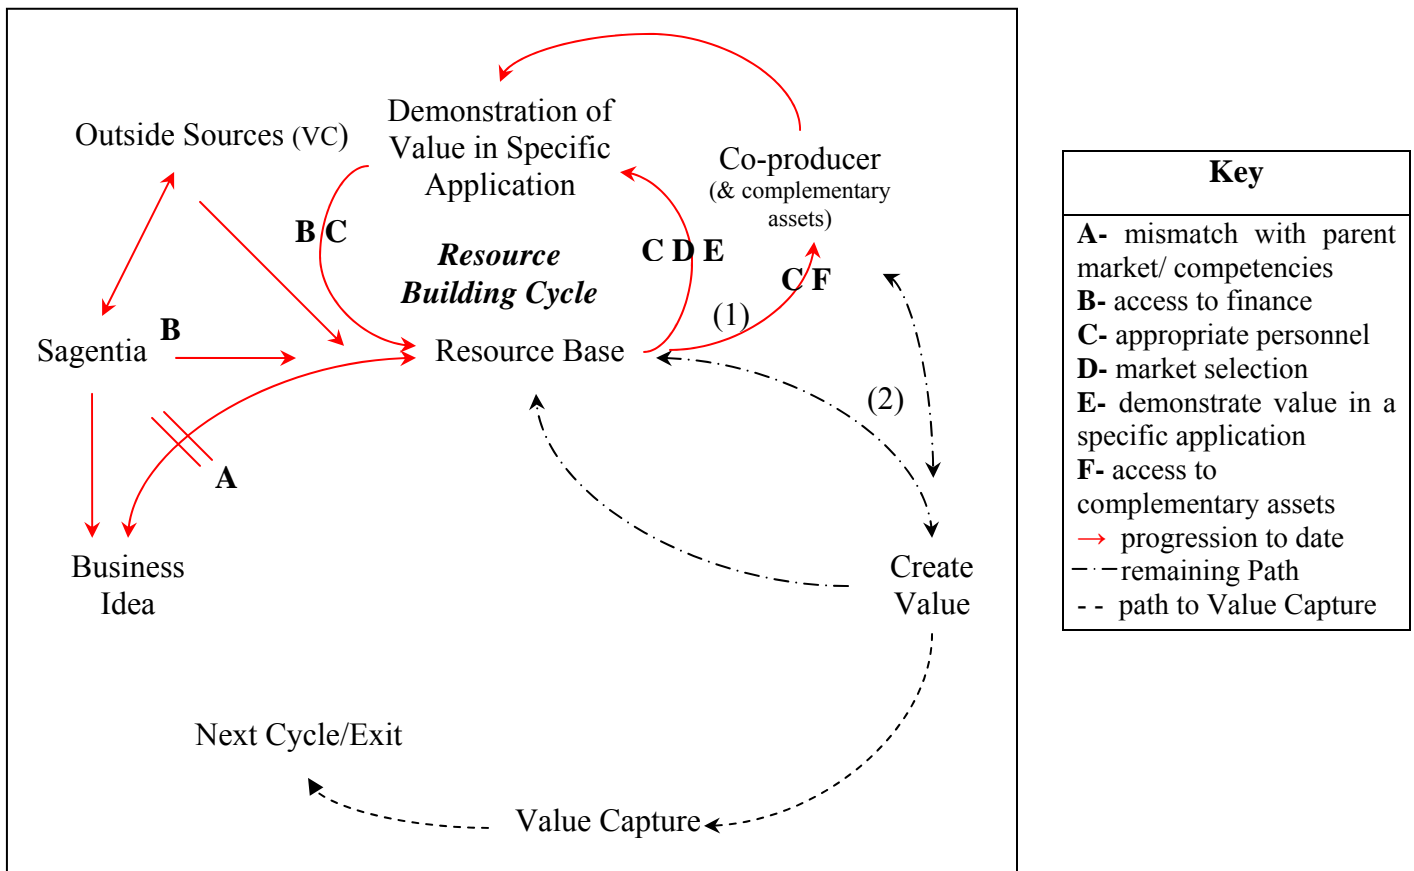 Outside Sources (VC)
Demonstration of
Value in Specific
Application
Co-producer
(& complementary
assets)
B C
Resource
Building Cycle
C D E
C F
(1)
Sagentia
B
Resource Base
(2)
A
Business
Idea
Create
Value
Next Cycle/Exit
Value Capture
Key
A- mismatch with parent
market/ competencies
B- access to finance
C- appropriate personnel
D- market selection
E- demonstrate value in a
specific application
F- access to
complementary assets
→ progression to date
remaining Path
- - path to Value Capture